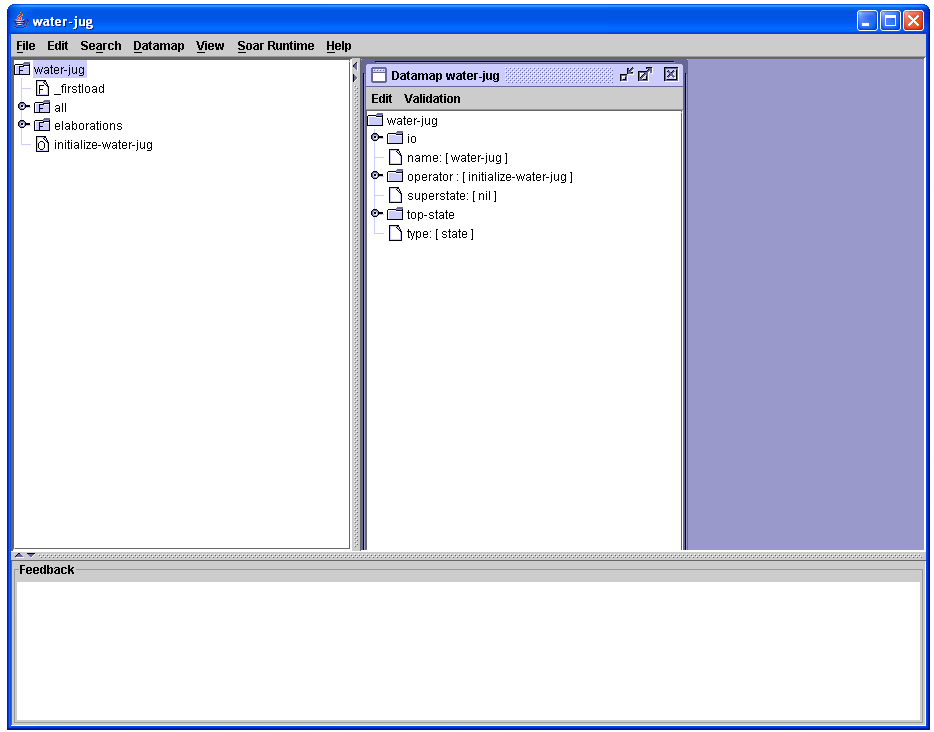 water-jug
File Edit Search Datamap View Soar Runtime Help
F water-jug
F _firstload
F all
F elaborations
O initialize-water-jug
Datamap water-jug
Edit Validation
water-jug
io
name: [ water-jug ]
operator : [ initialize-water-jug ]
superstate: [ nil ]
top-state
type: [ state ]
Feedback